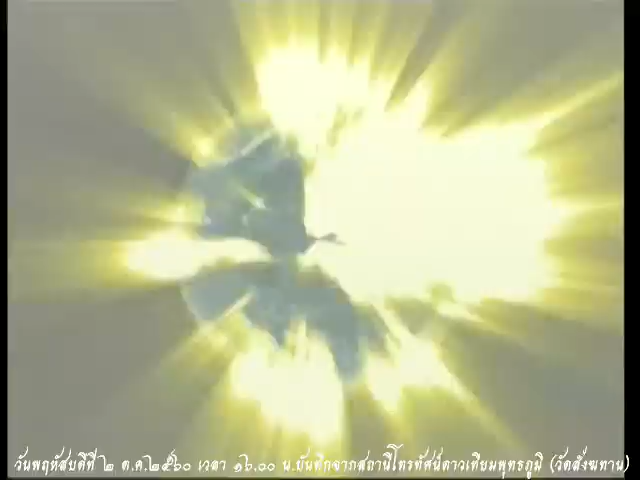 วันพฤหัสบดีที่ ๒ ต.ค.๒๕๖๐ เวลา ๑๖.๐๐ น.บันทึกจากสถานีโทรทัศน์ดาวเทียมพุทธภูมิ (วัดสังฆทาน)